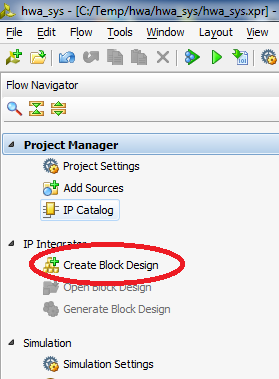 hwa_sys - [C:/Temp/hwa/hwa_sys/hwa_sys.xpr] -
File Edit Flow Tools Window Layout View
Flow Navigator
Project Manager
Project Settings
Add Sources
IP Catalog
IP Integrator
Create Block Design
Open Block Design
Generate Block Design
Simulation
Simulation Settings